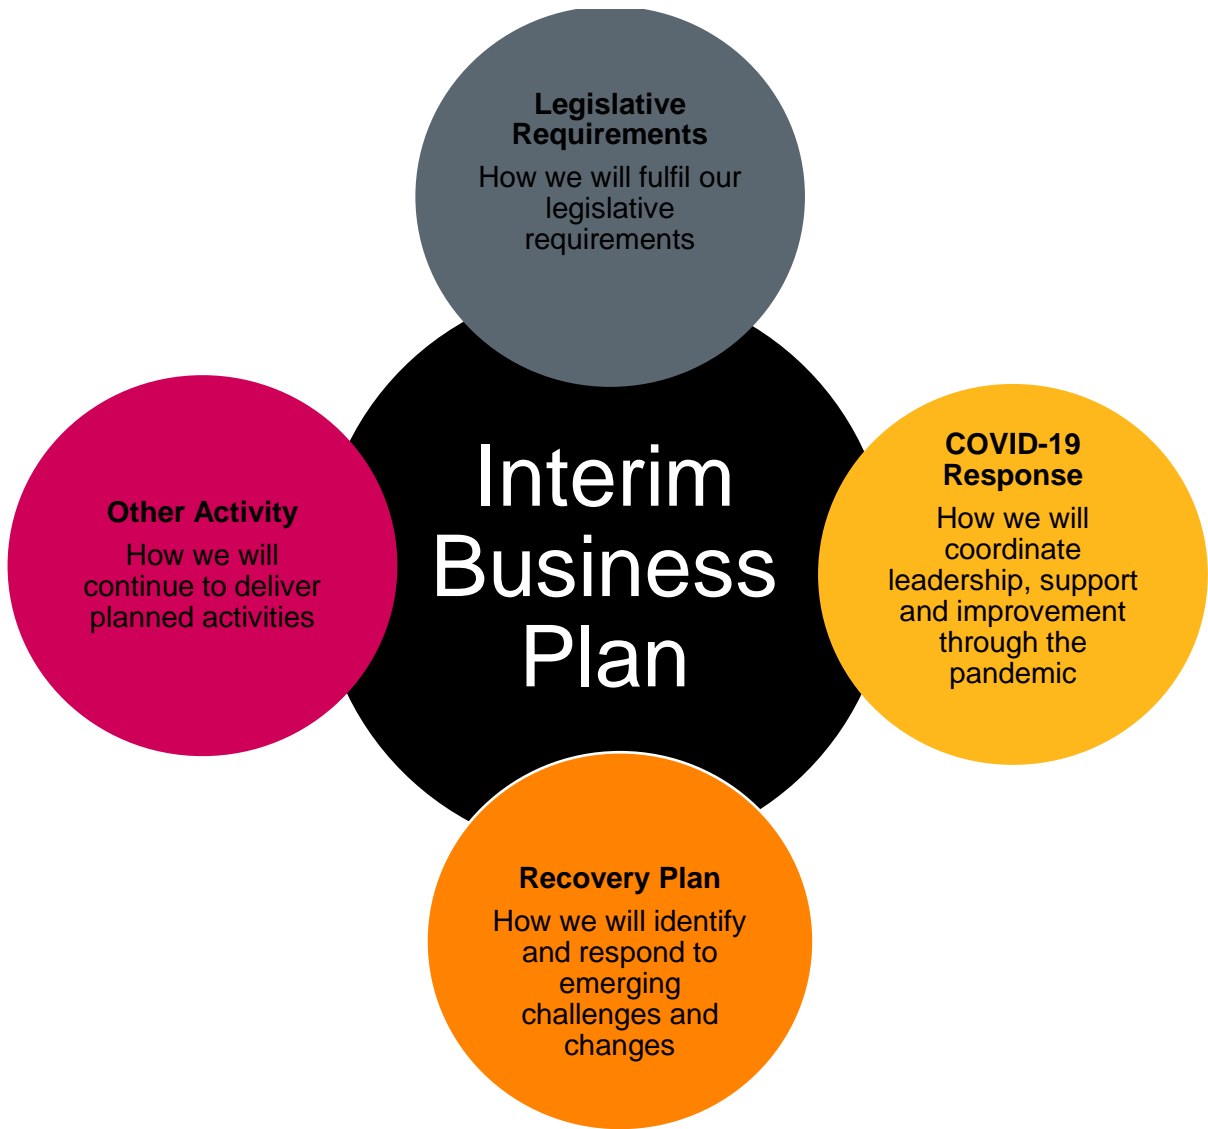 Legislative
Requirements
How we will fulfil our
legislative
requirements
Interim
Business
Plan
COVID-19
Response
How we will
coordinate
leadership, support
and improvement
through the
pandemic
Other Activity
How we will
continue to deliver
planned activities
Recovery Plan
How we will identify
and respond to
emerging
challenges and
changes